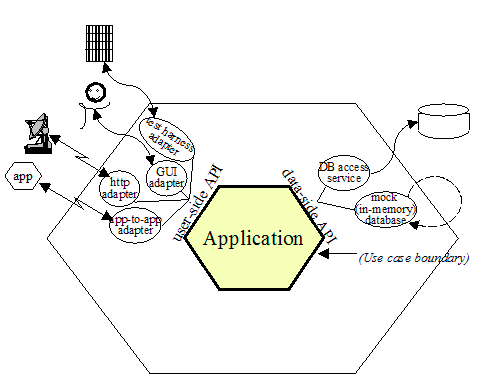 test harness
adapter
GUI
adapter
http
adapter
app
app-to-app
adapter
user-side API
data-side API
DB access
service
mock
(in-memory)
database
Application
(Use case boundary)